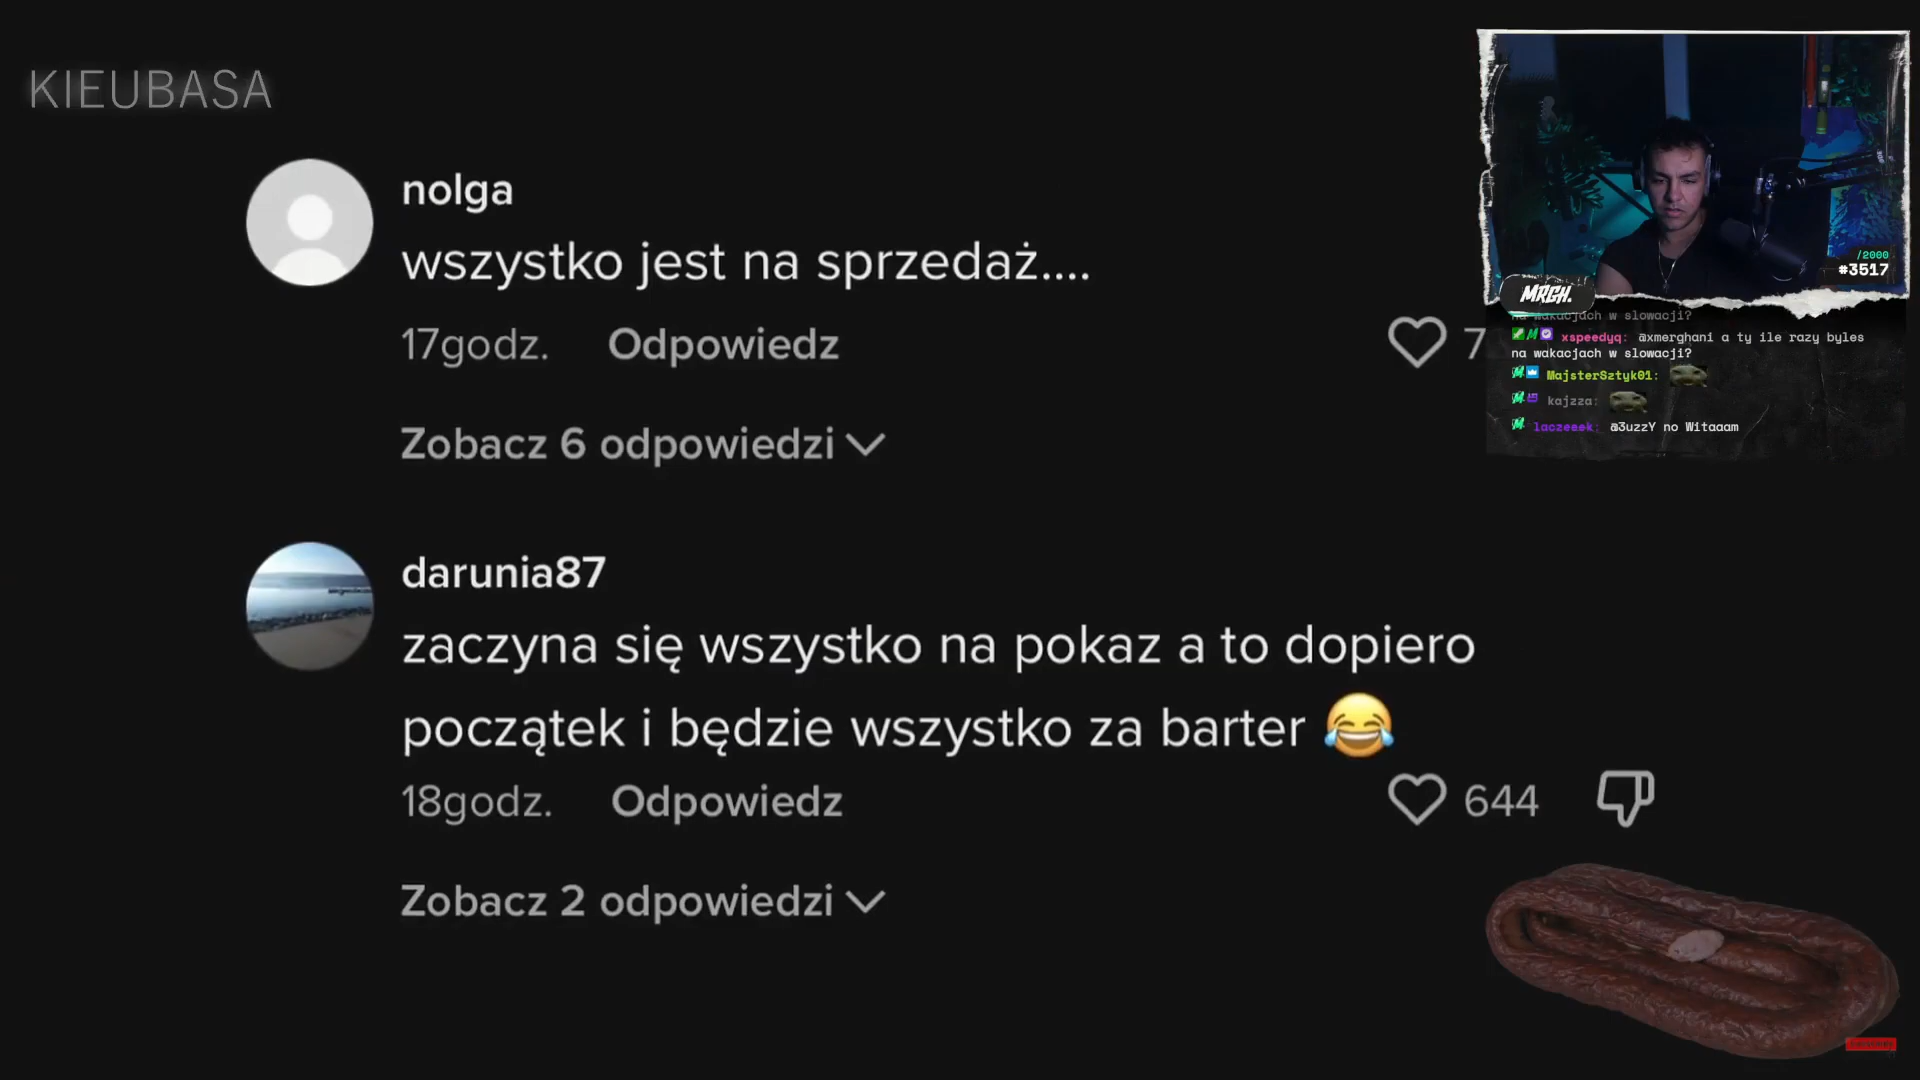 KIEUBASA
nolga
wszystko jest na sprzedaż....
17godz. Odpowiedz
7
Zobacz 6 odpowiedzi
darunia87
zaczyna się wszystko na pokaz a to dopiero
początek i będzie wszystko za barter 😂
18godz. Odpowiedz
644
Zobacz 2 odpowiedzi
/2000
#3517
MRGH.
na wakacjach w slowacji?
xspeedyq: @xmerghani a ty ile razy byles
na wakacjach w slowacji?
MajsterSztyk01:
kajzza:
laczeeek: @3uzzY no Witaaam